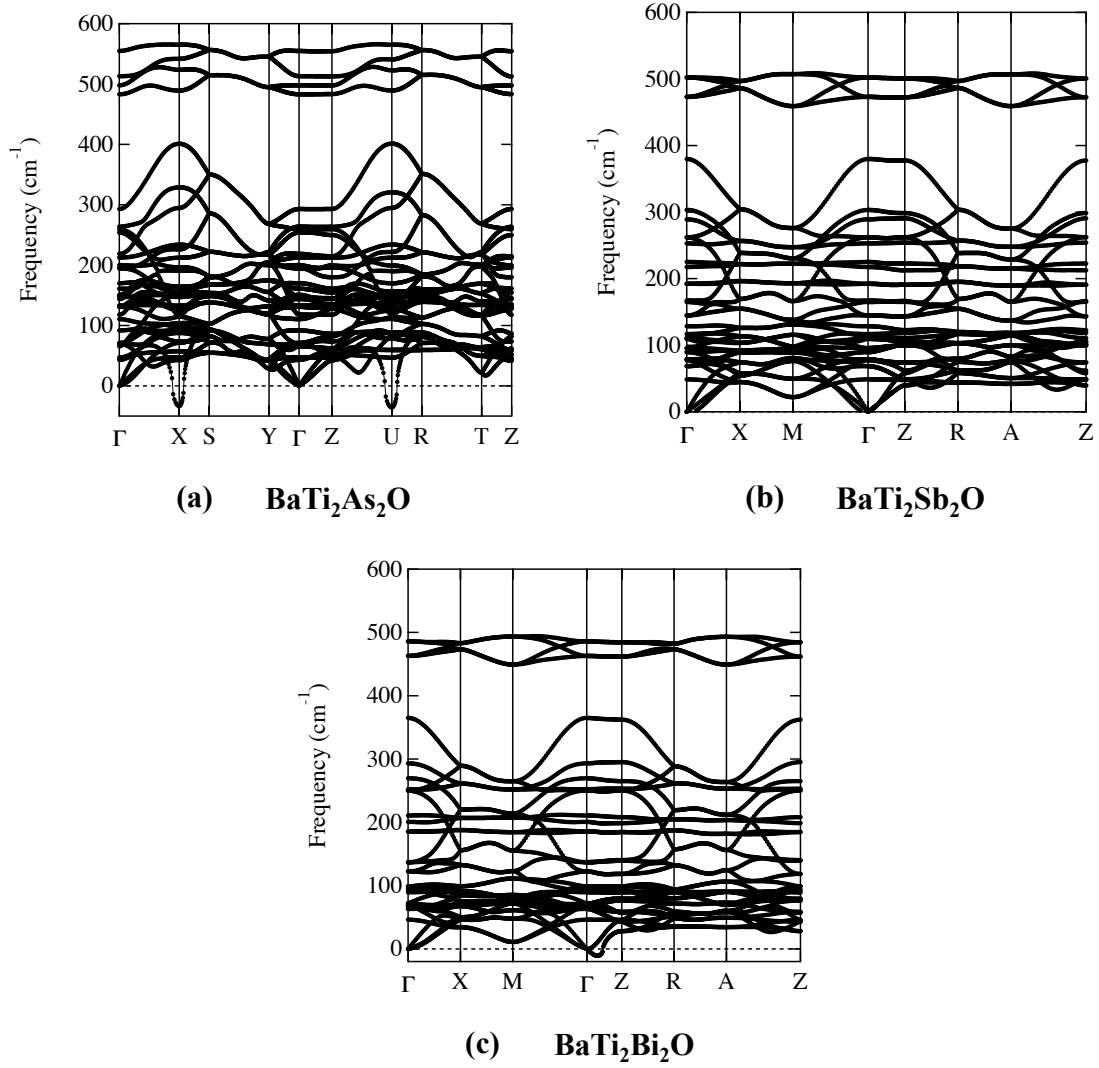 600
500
400
300
200
100
0
Frequency (cm⁻¹)
Γ X S Y Γ Z U R T Z
(a) BaTi₂As₂O
600
500
400
300
200
100
0
Frequency (cm⁻¹)
Γ X M Γ Z R A Z
(b) BaTi₂Sb₂O
600
500
400
300
200
100
0
Frequency (cm⁻¹)
Γ X M Γ Z R A Z
(c) BaTi₂Bi₂O